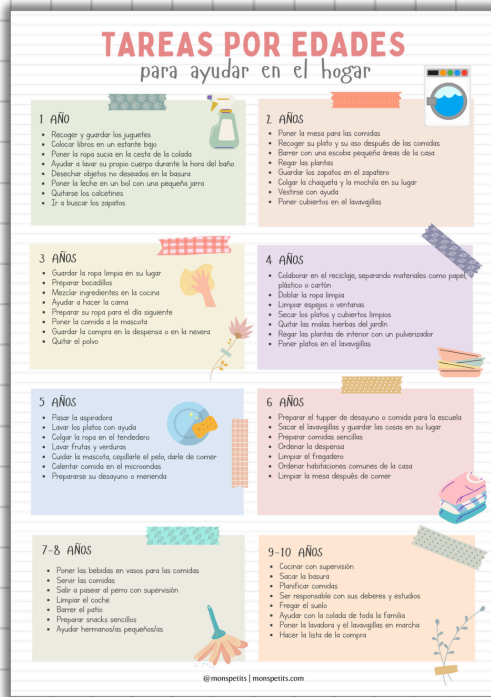 TAREAS POR EDADES
para ayudar en el hogar
1 AÑO
Recoger y guardar los juguetes
Colocar libros en un estante bajo
Poner la ropa sucia en la cesta de la colada
Ayudar a lavar su propio cuerpo durante la hora del baño
Desechar objetos no deseados en la basura
Poner la leche en un bol con una pequeña jarra
Quitarse los calcetines
Ir a buscar los zapatos
2 AÑOS
Poner la mesa para las comidas
Recoger su plato y su aso después de las comidas
Barrer con una escoba pequeña áreas de la casa
Regar las plantas
Guardar los zapatos en el zapatero
Colgar la chaqueta y la mochila en su lugar
Vestirse con ayuda
Poner cubiertos en el lavavajillas
3 AÑOS
Guardar la ropa limpia en su lugar
Preparar bocadillos
Mezclar ingredientes en la cocina
Ayudar a hacer la cama
Preparar su ropa para el día siguiente
Poner la comida a la mascota
Guardar la compra en la despensa o en la nevera
Quitar el polvo
4 AÑOS
Colaborar en el reciclaje, separando materiales como papel,
plástico o cartón
Doblar la ropa limpia
Limpiar espejos o ventanas
Secar los platos y cubiertos limpios
Quitar las malas hierbas del jardín
Regar las plantas de interior con un pulverizador
Poner platos en el lavavajillas
5 AÑOS
Pasar la aspiradora
Lavar los platos con ayuda
Colgar la ropa en el tendedero
Lavar frutas y verduras
Cuidar la mascota, cepillarle el pelo, darle de comer
Calentar comida en el microondas
Prepararse su desayuno o merienda
6 AÑOS
Preparar el tupper de desayuno o comida para la escuela
Sacar el lavavajillas y guardar las cosas en su lugar
Preparar comidas sencillas
Ordenar la despensa
Limpiar el fregadero
Ordenar habitaciones comunes de la casa
Limpiar la mesa después de comer
7-8 AÑOS
Poner las bebidas en vasos para las comidas
Servir las comidas
Salir a pasear al perro con supervisión
Limpiar el coche
Barrer el patio
Preparar snacks sencillos
Ayudar hermanos/as pequeños/as
9-10 AÑOS
Cocinar con supervisión
Sacar la basura
Planificar comidas
Ser responsable con sus deberes y estudios
Fregar el suelo
Ayudar con la colada de toda la familia
Poner la lavadora y el lavavajillas en marcha
Hacer la lista de la compra
@monspetits | monspetits.com